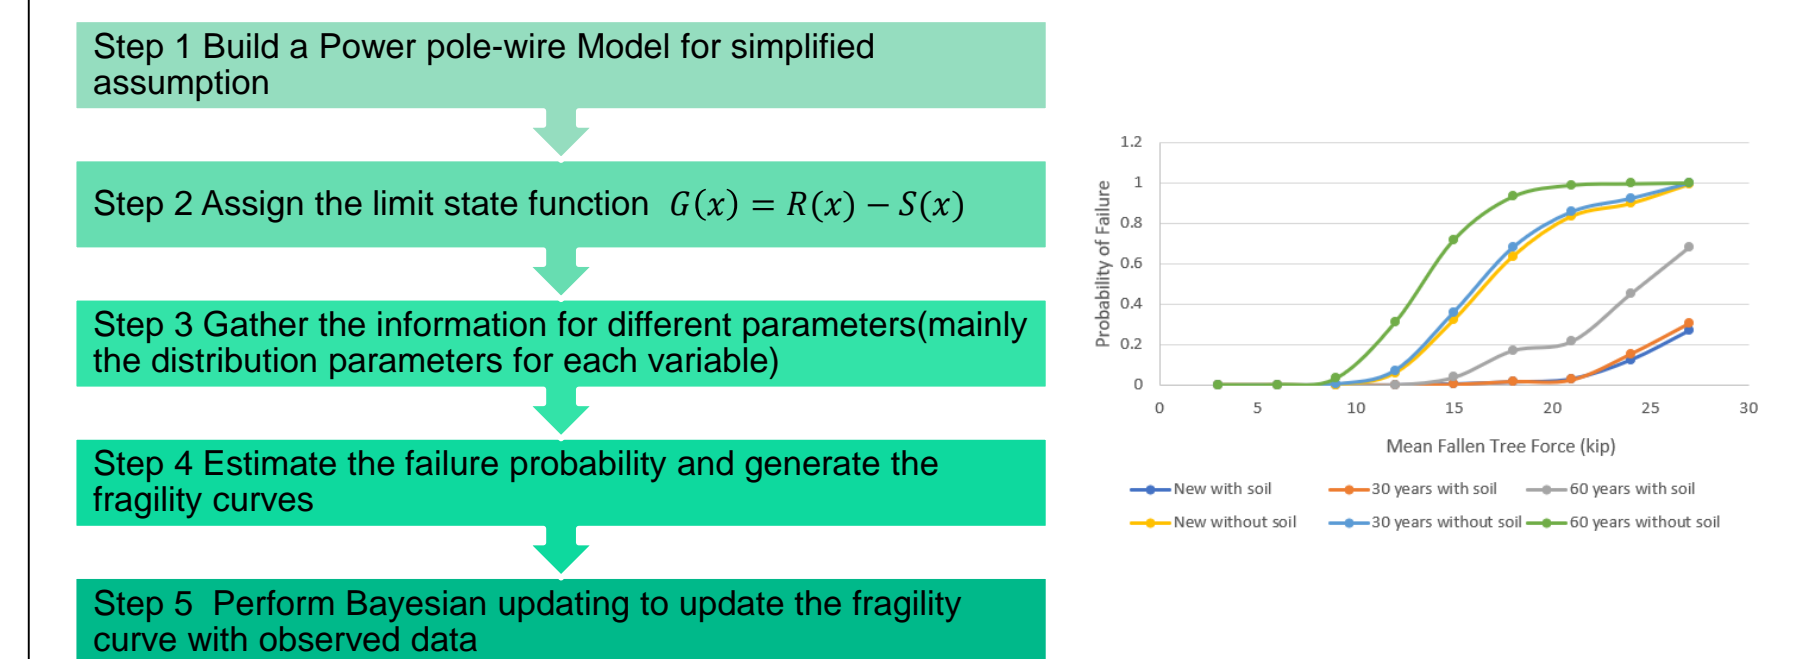 Step 1 Build a Power pole-wire Model for simplified
assumption
Step 2 Assign the limit state function G(x) = R(x) − S(x)
Step 3 Gather the information for different parameters(mainly
the distribution parameters for each variable)
Step 4 Estimate the failure probability and generate the
fragility curves
Step 5 Perform Bayesian updating to update the fragility
curve with observed data
Probability of Failure
1.2
1
0.8
0.6
0.4
0.2
0
0 5 10 15 20 25 30
Mean Fallen Tree Force (kip)
New with soil 30 years with soil 60 years with soil
New without soil 30 years without soil 60 years without soil